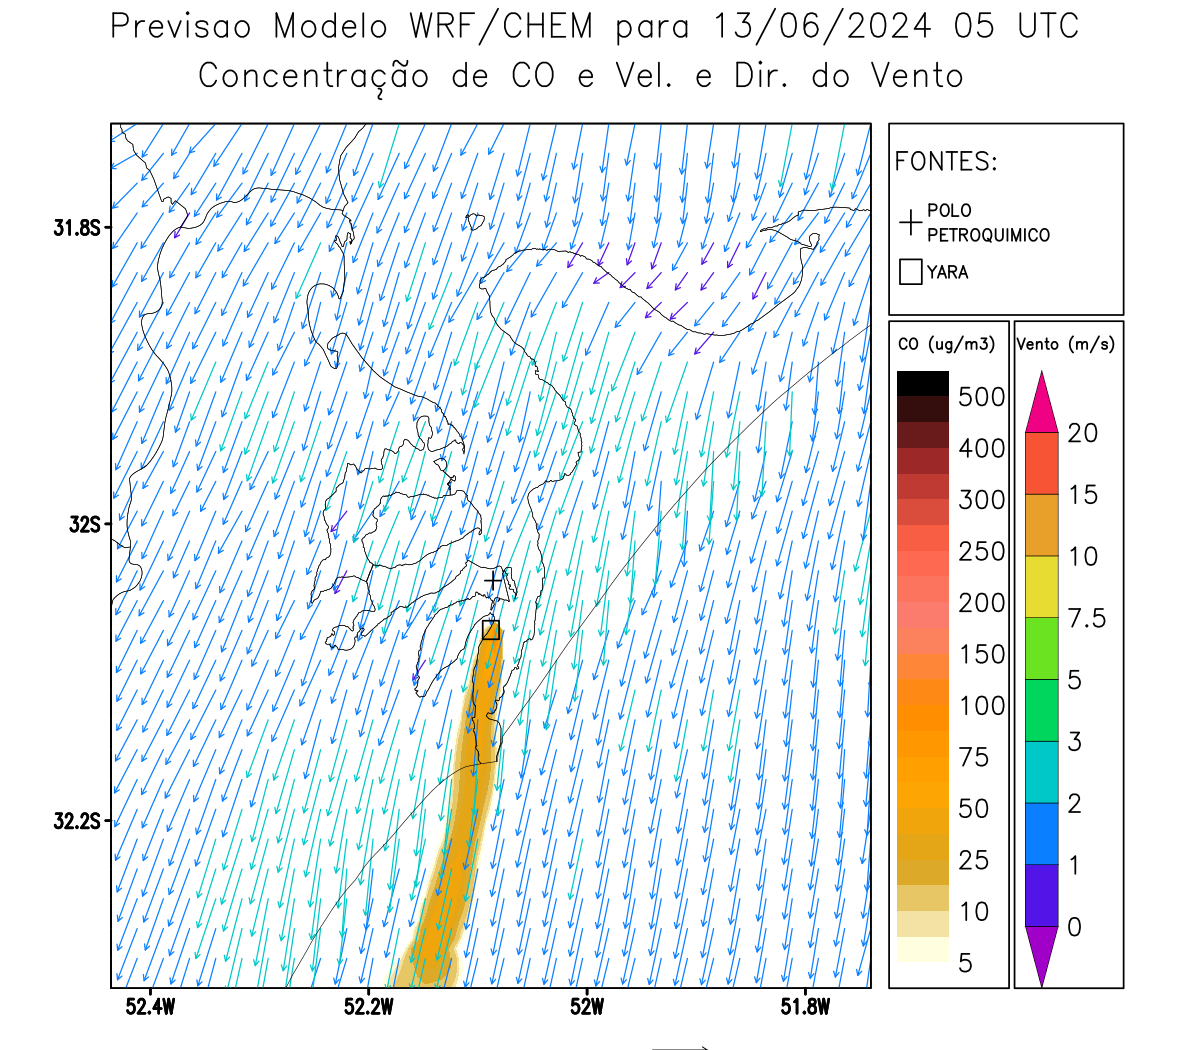 Previsao Modelo WRF/CHEM para 13/06/2024 05 UTC
Concentração de CO e Vel. e Dir. do Vento
FONTES:
POLO
PETROQUIMICO
YARA
CO (ug/m3)
500
400
300
250
200
150
100
75
50
25
10
5
Vento (m/s)
20
15
10
7.5
5
3
2
1
0
31.8S
32S
32.2S
52.4W
52.2W
52W
51.8W